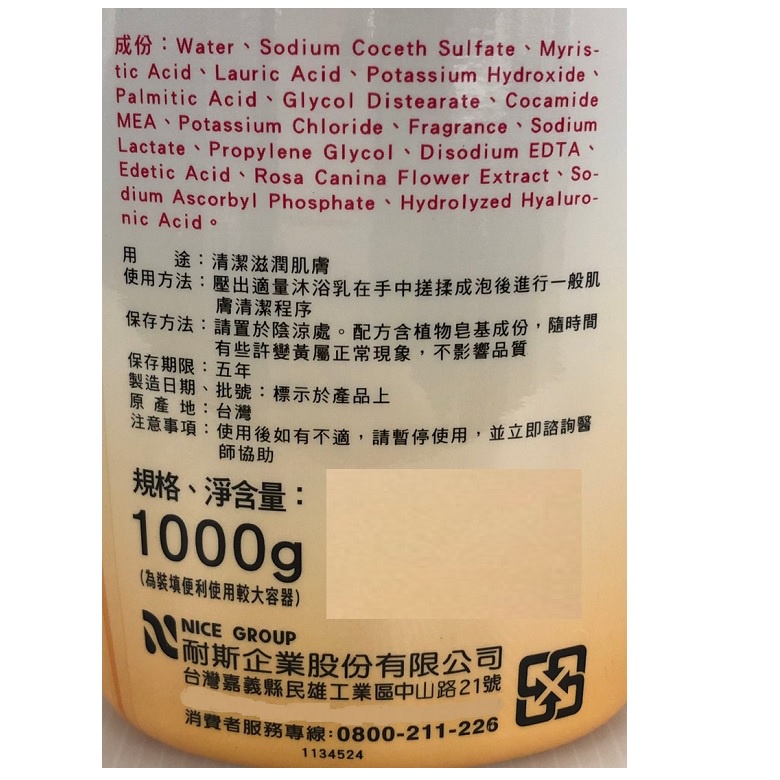 成份：Water、Sodium Coceth Sulfate、Myris-
tic Acid、Lauric Acid、Potassium Hydroxide、
Palmitic Acid、Glycol Distearate、Cocamide
MEA、Potassium Chloride、Fragrance、Sodium
Lactate、Propylene Glycol、Disodium EDTA、
Edetic Acid、Rosa Canina Flower Extract、So-
dium Ascorbyl Phosphate、Hydrolyzed Hyaluro-
nic Acid。
用　　途：清潔滋潤肌膚
使用方法：壓出適量沐浴乳在手中搓揉成泡後進行一般肌
膚清潔程序
保存方法：請置於陰涼處。配方含植物皂基成份，隨時間
有些許變黃屬正常現象，不影響品質
保存期限：五年
製造日期、批號：標示於產品上
原 產 地：台灣
注意事項：使用後如有不適，請暫停使用，並立即諮詢醫
師協助
規格、淨含量：
1000g
(為裝填便利使用較大容器)
NICE GROUP
耐斯企業股份有限公司
台灣嘉義縣民雄工業區中山路21號
消費者服務專線:0800-211-226
1134524